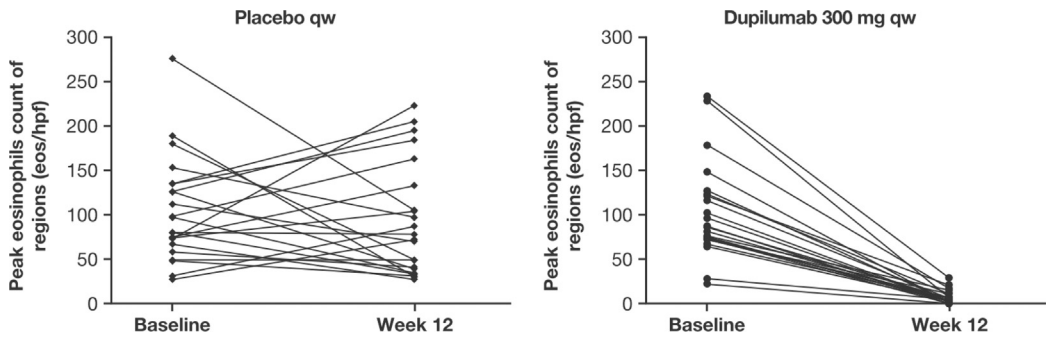 Placebo qw
Peak eosinophils count of
regions (eos/hpf)
300
250
200
150
100
50
0
Baseline
Week 12
Dupilumab 300 mg qw
Peak eosinophils count of
regions (eos/hpf)
300
250
200
150
100
50
0
Baseline
Week 12